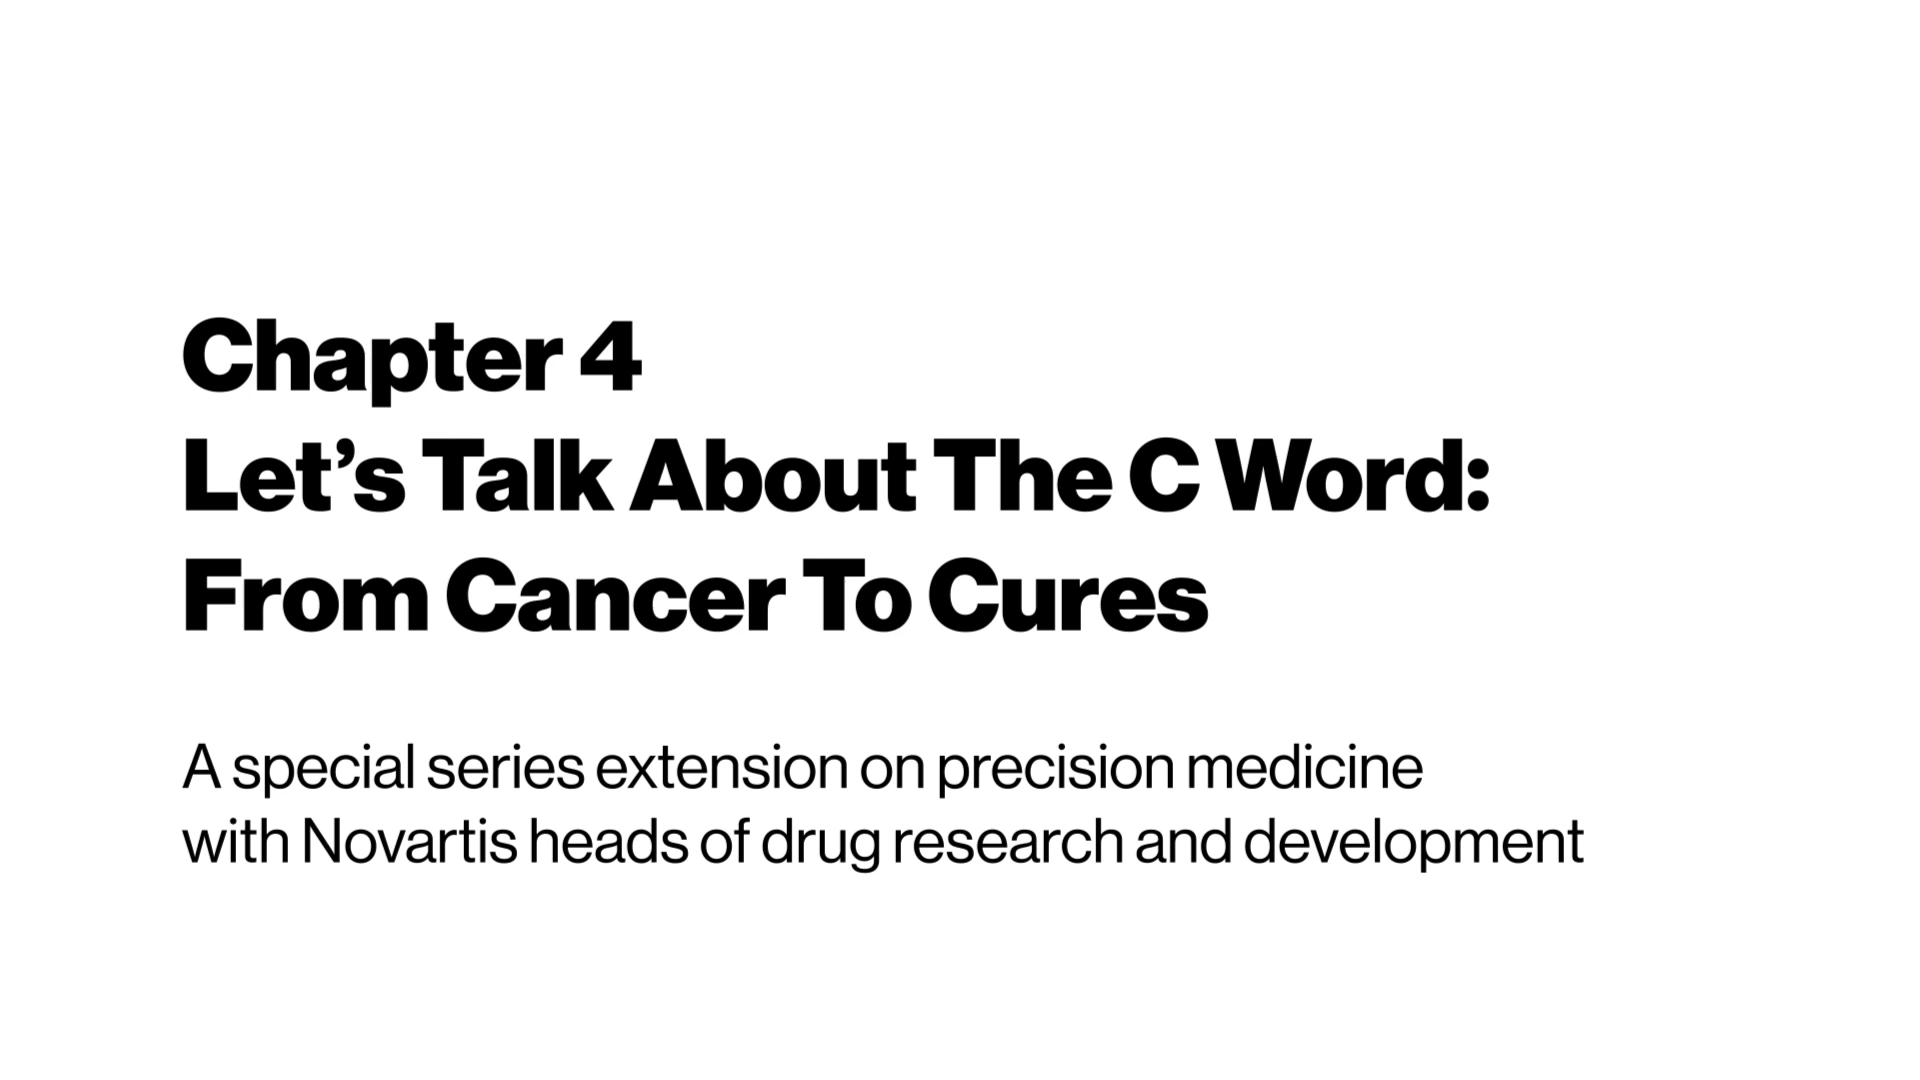 Chapter 4
Let’s Talk About The C Word:
From Cancer To Cures
A special series extension on precision medicine
with Novartis heads of drug research and development